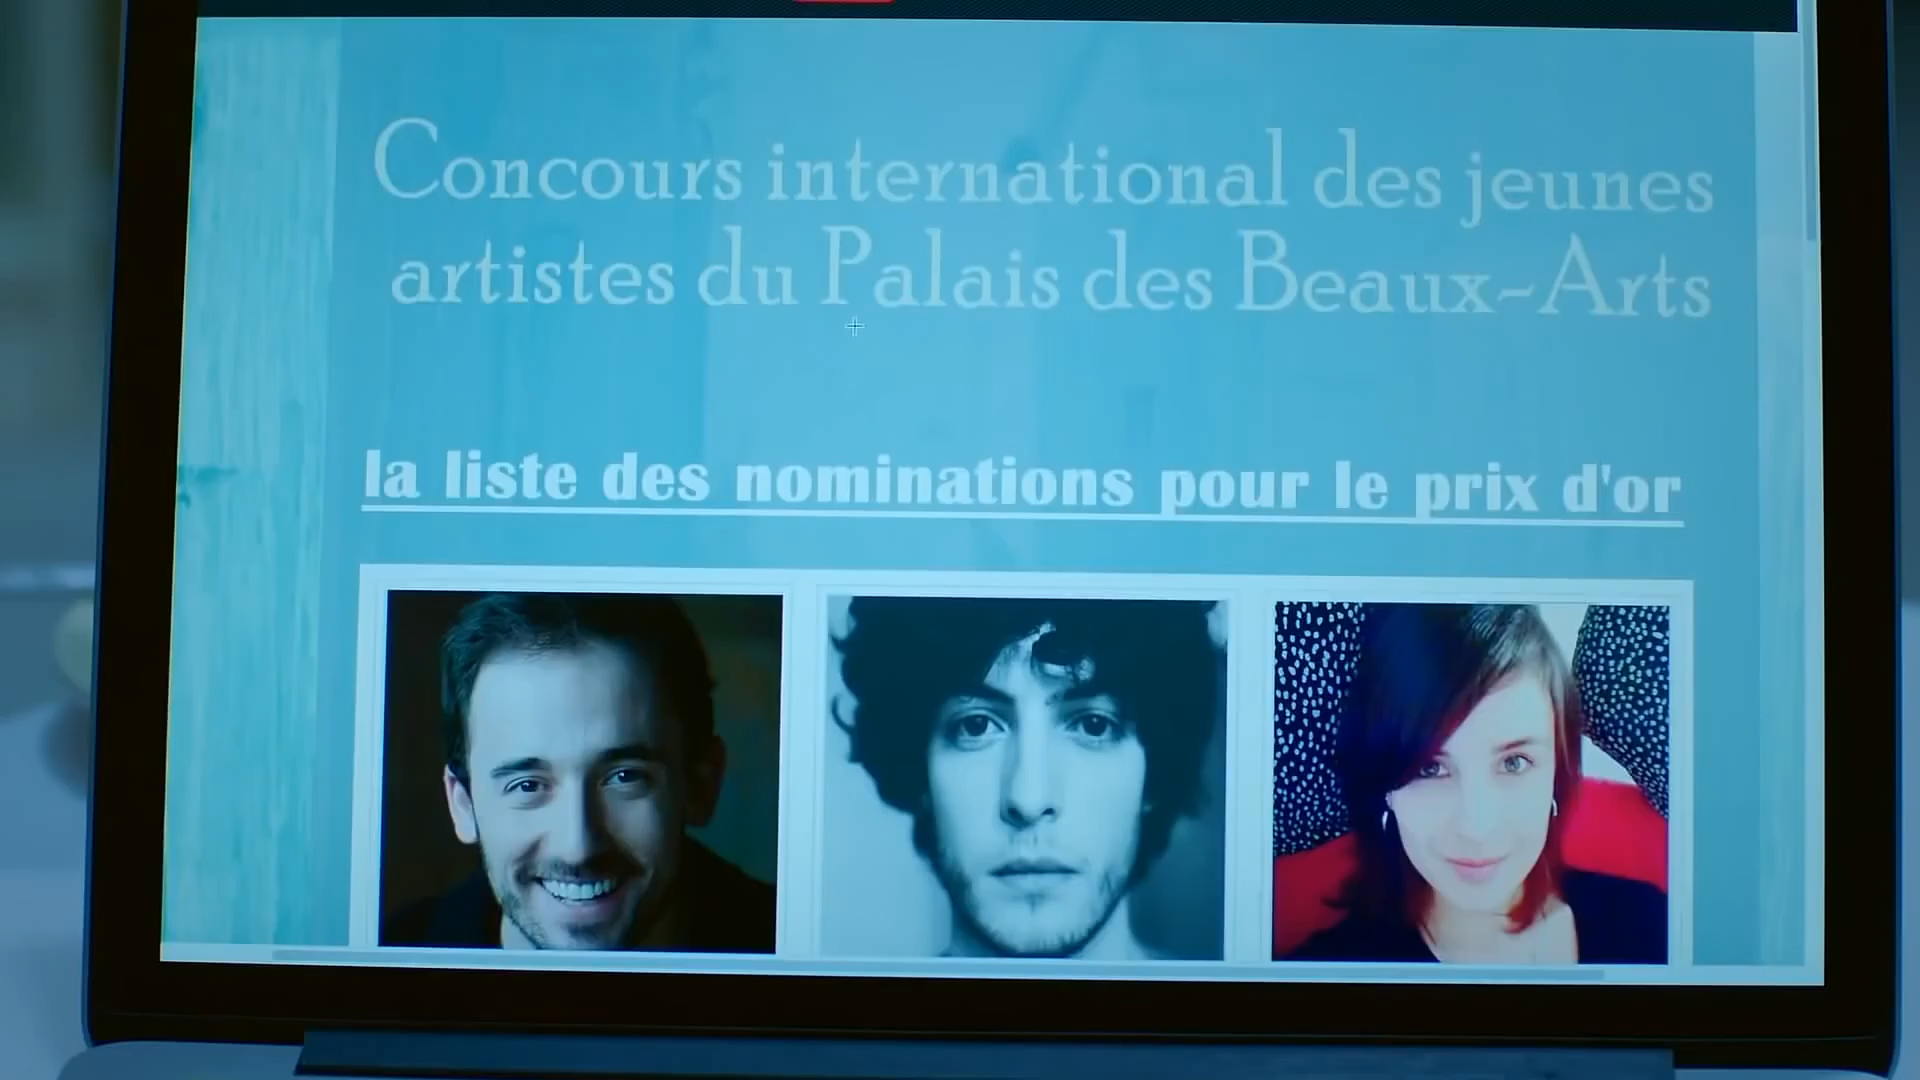 Concours international des jeunes
artistes du Palais des Beaux-Arts
la liste des nominations pour le prix d'or